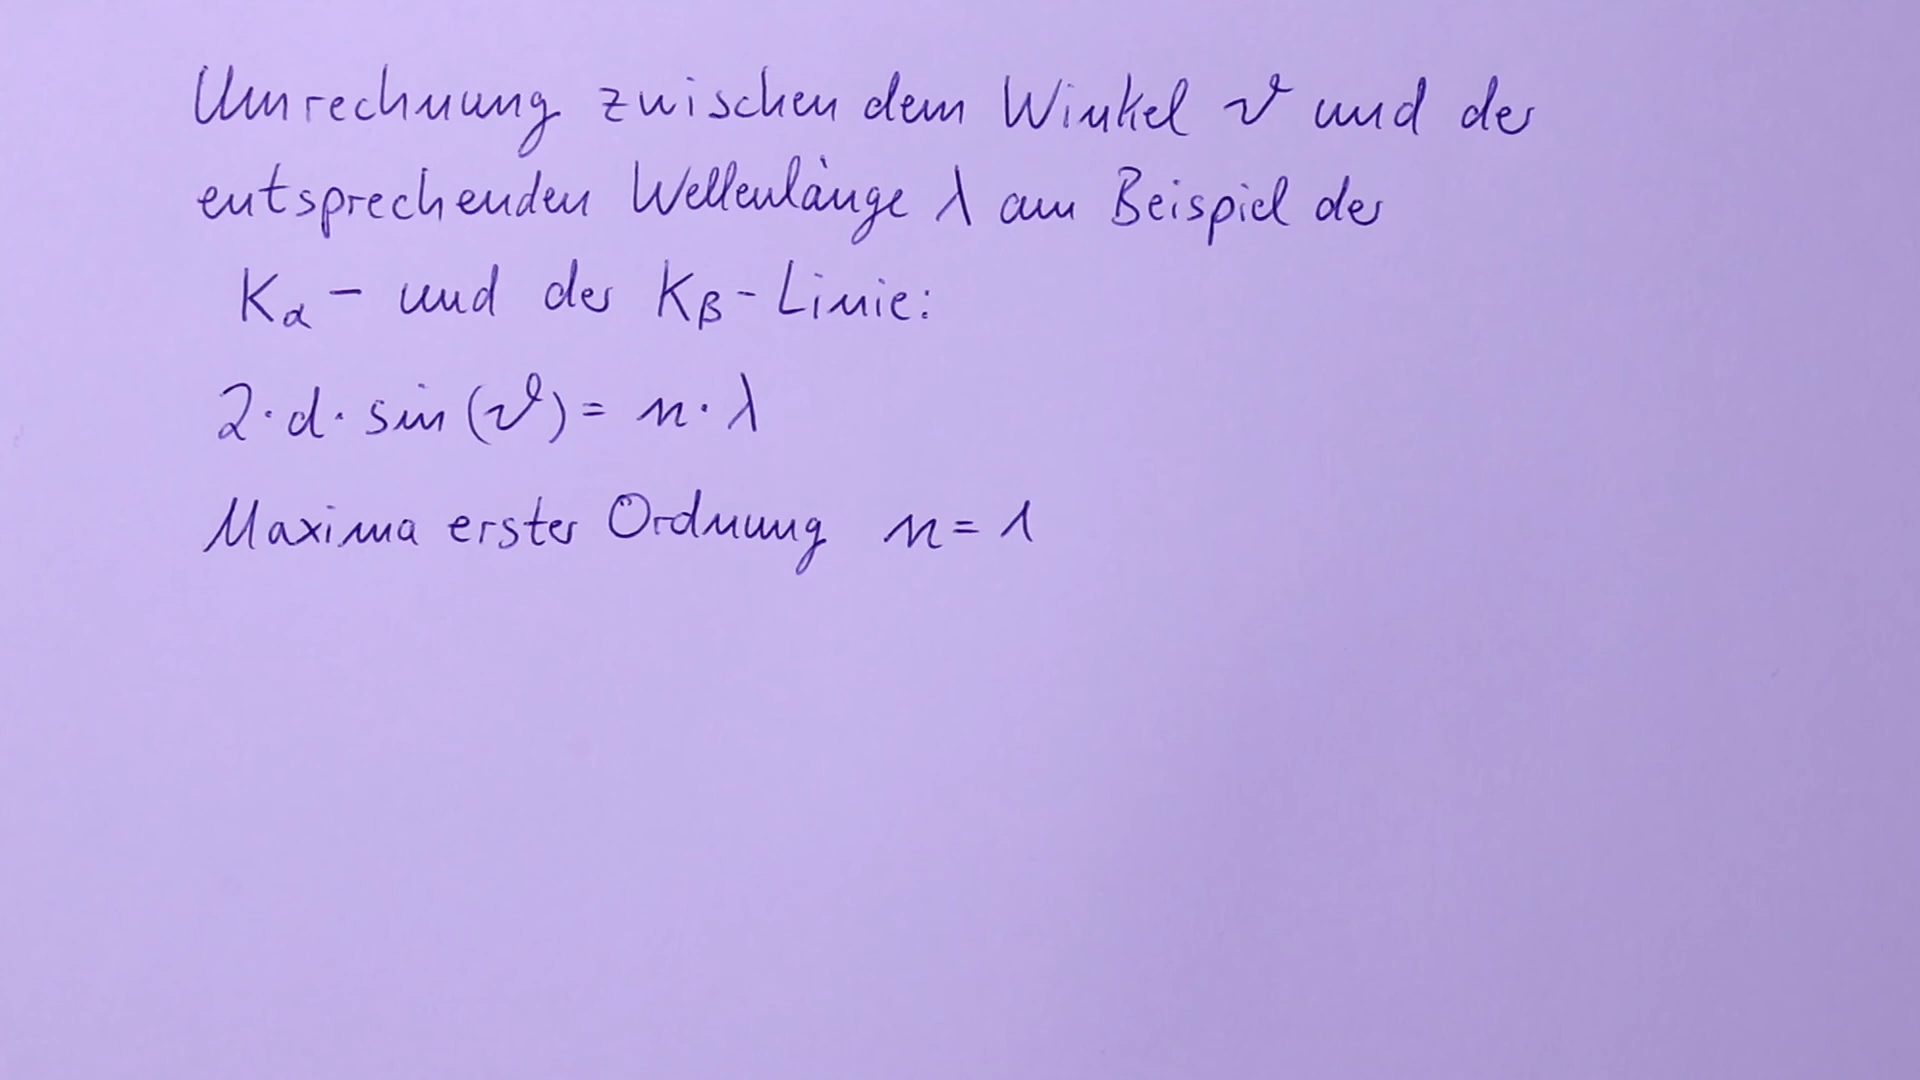 Umrechnung zwischen dem Winkel ϑ und der
entsprechenden Wellenlänge λ am Beispiel der
Kα - und der Kβ - Linie:
2·d·sin(ϑ) = n·λ
Maxima erster Ordnung n = 1